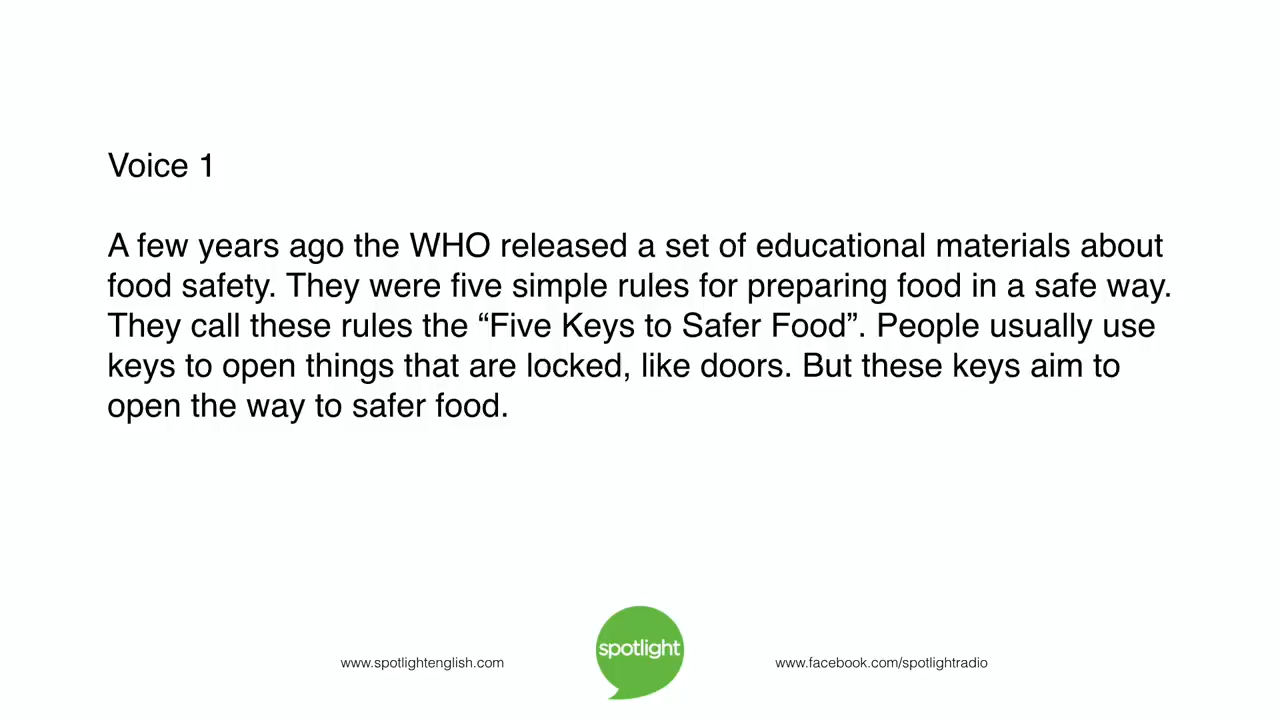 Voice 1
A few years ago the WHO released a set of educational materials about
food safety. They were five simple rules for preparing food in a safe way.
They call these rules the “Five Keys to Safer Food”. People usually use
keys to open things that are locked, like doors. But these keys aim to
open the way to safer food.
www.spotlightenglish.com
spotlight
www.facebook.com/spotlightradio